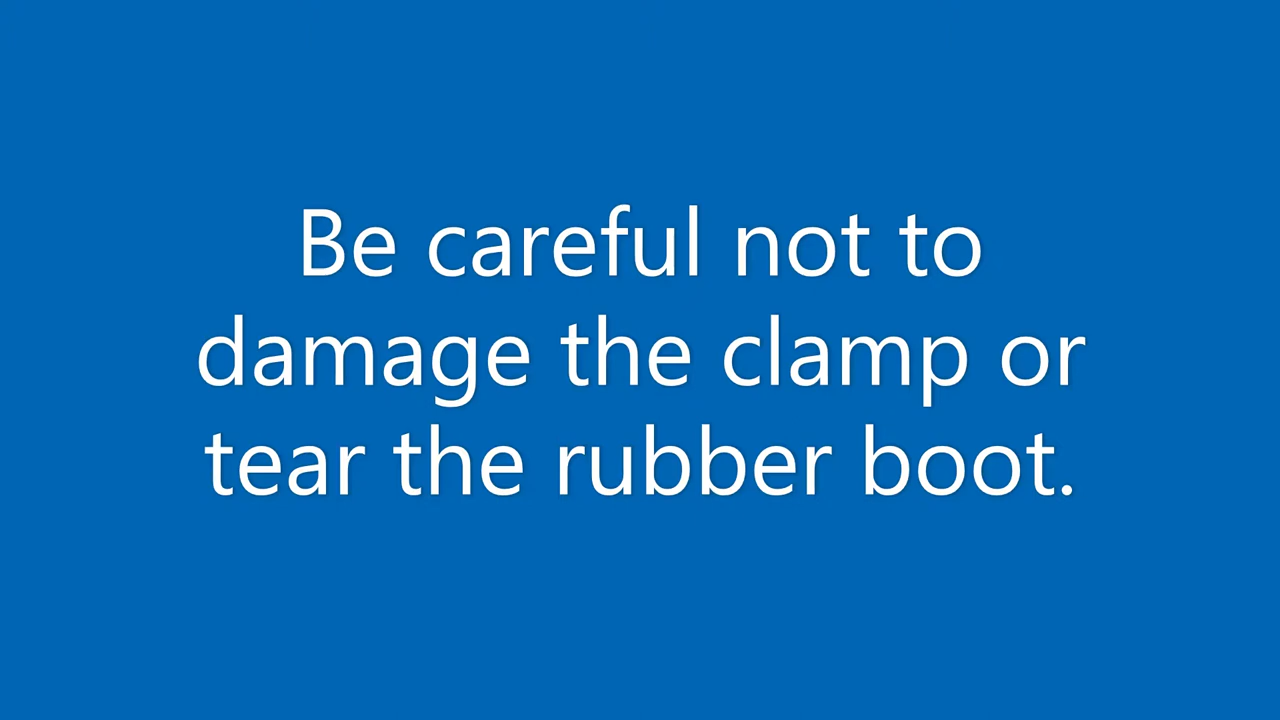 Be careful not to
damage the clamp or
tear the rubber boot.